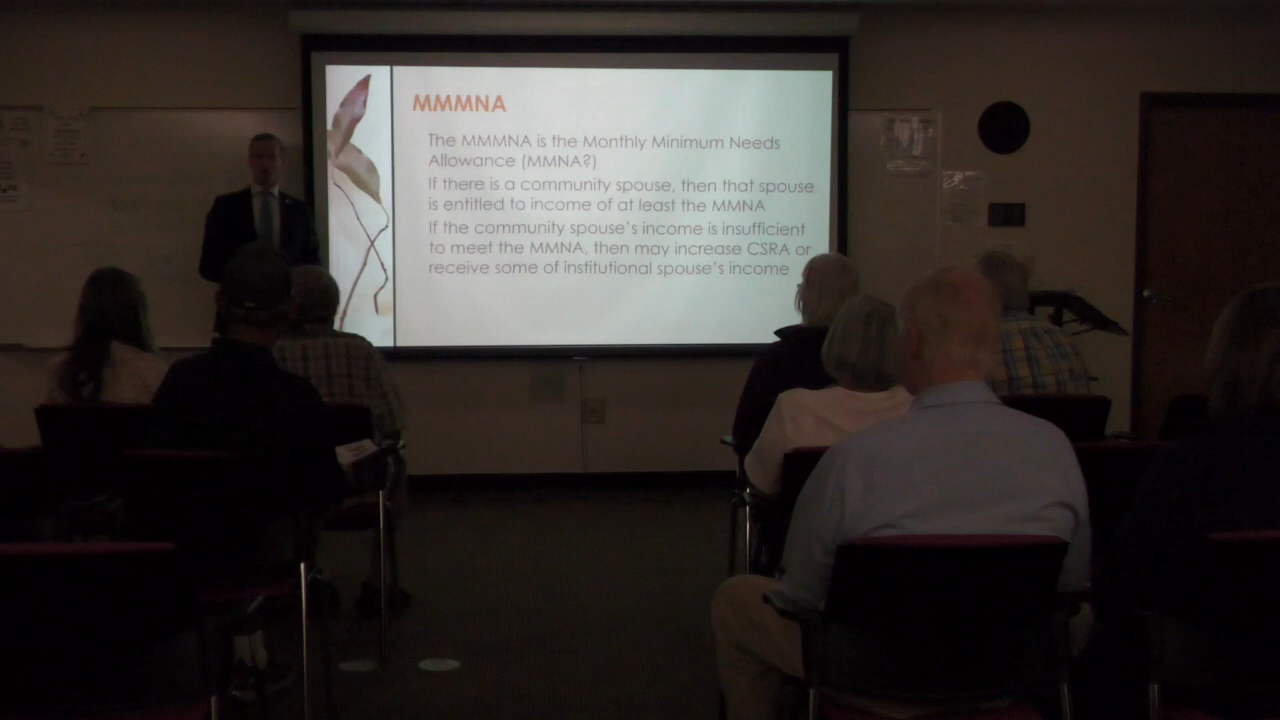 MMMNA
The MMMNA is the Monthly Minimum Needs
Allowance (MMNA?)
If there is a community spouse, then that spouse
is entitled to income of at least the MMNA
If the community spouse's income is insufficient
to meet the MMNA, then may increase CSRA or
receive some of institutional spouse's income